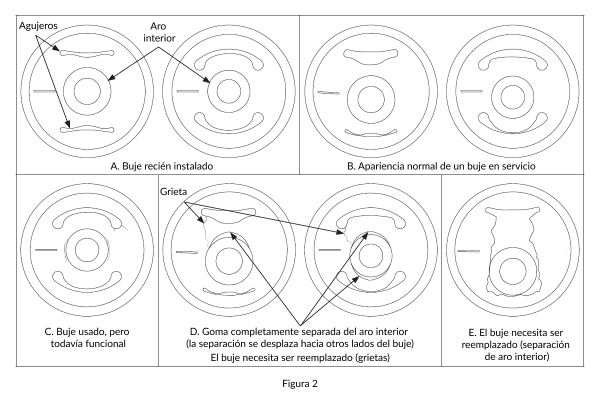 Agujeros
Aro
interior
A. Buje recién instalado
B. Apariencia normal de un buje en servicio
Grieta
C. Buje usado, pero
todavía funcional
D. Goma completamente separada del aro interior
(la separación se desplaza hacia otros lados del buje)
El buje necesita ser reemplazado (grietas)
E. El buje necesita ser
reemplazado (separación
de aro interior)
Figura 2